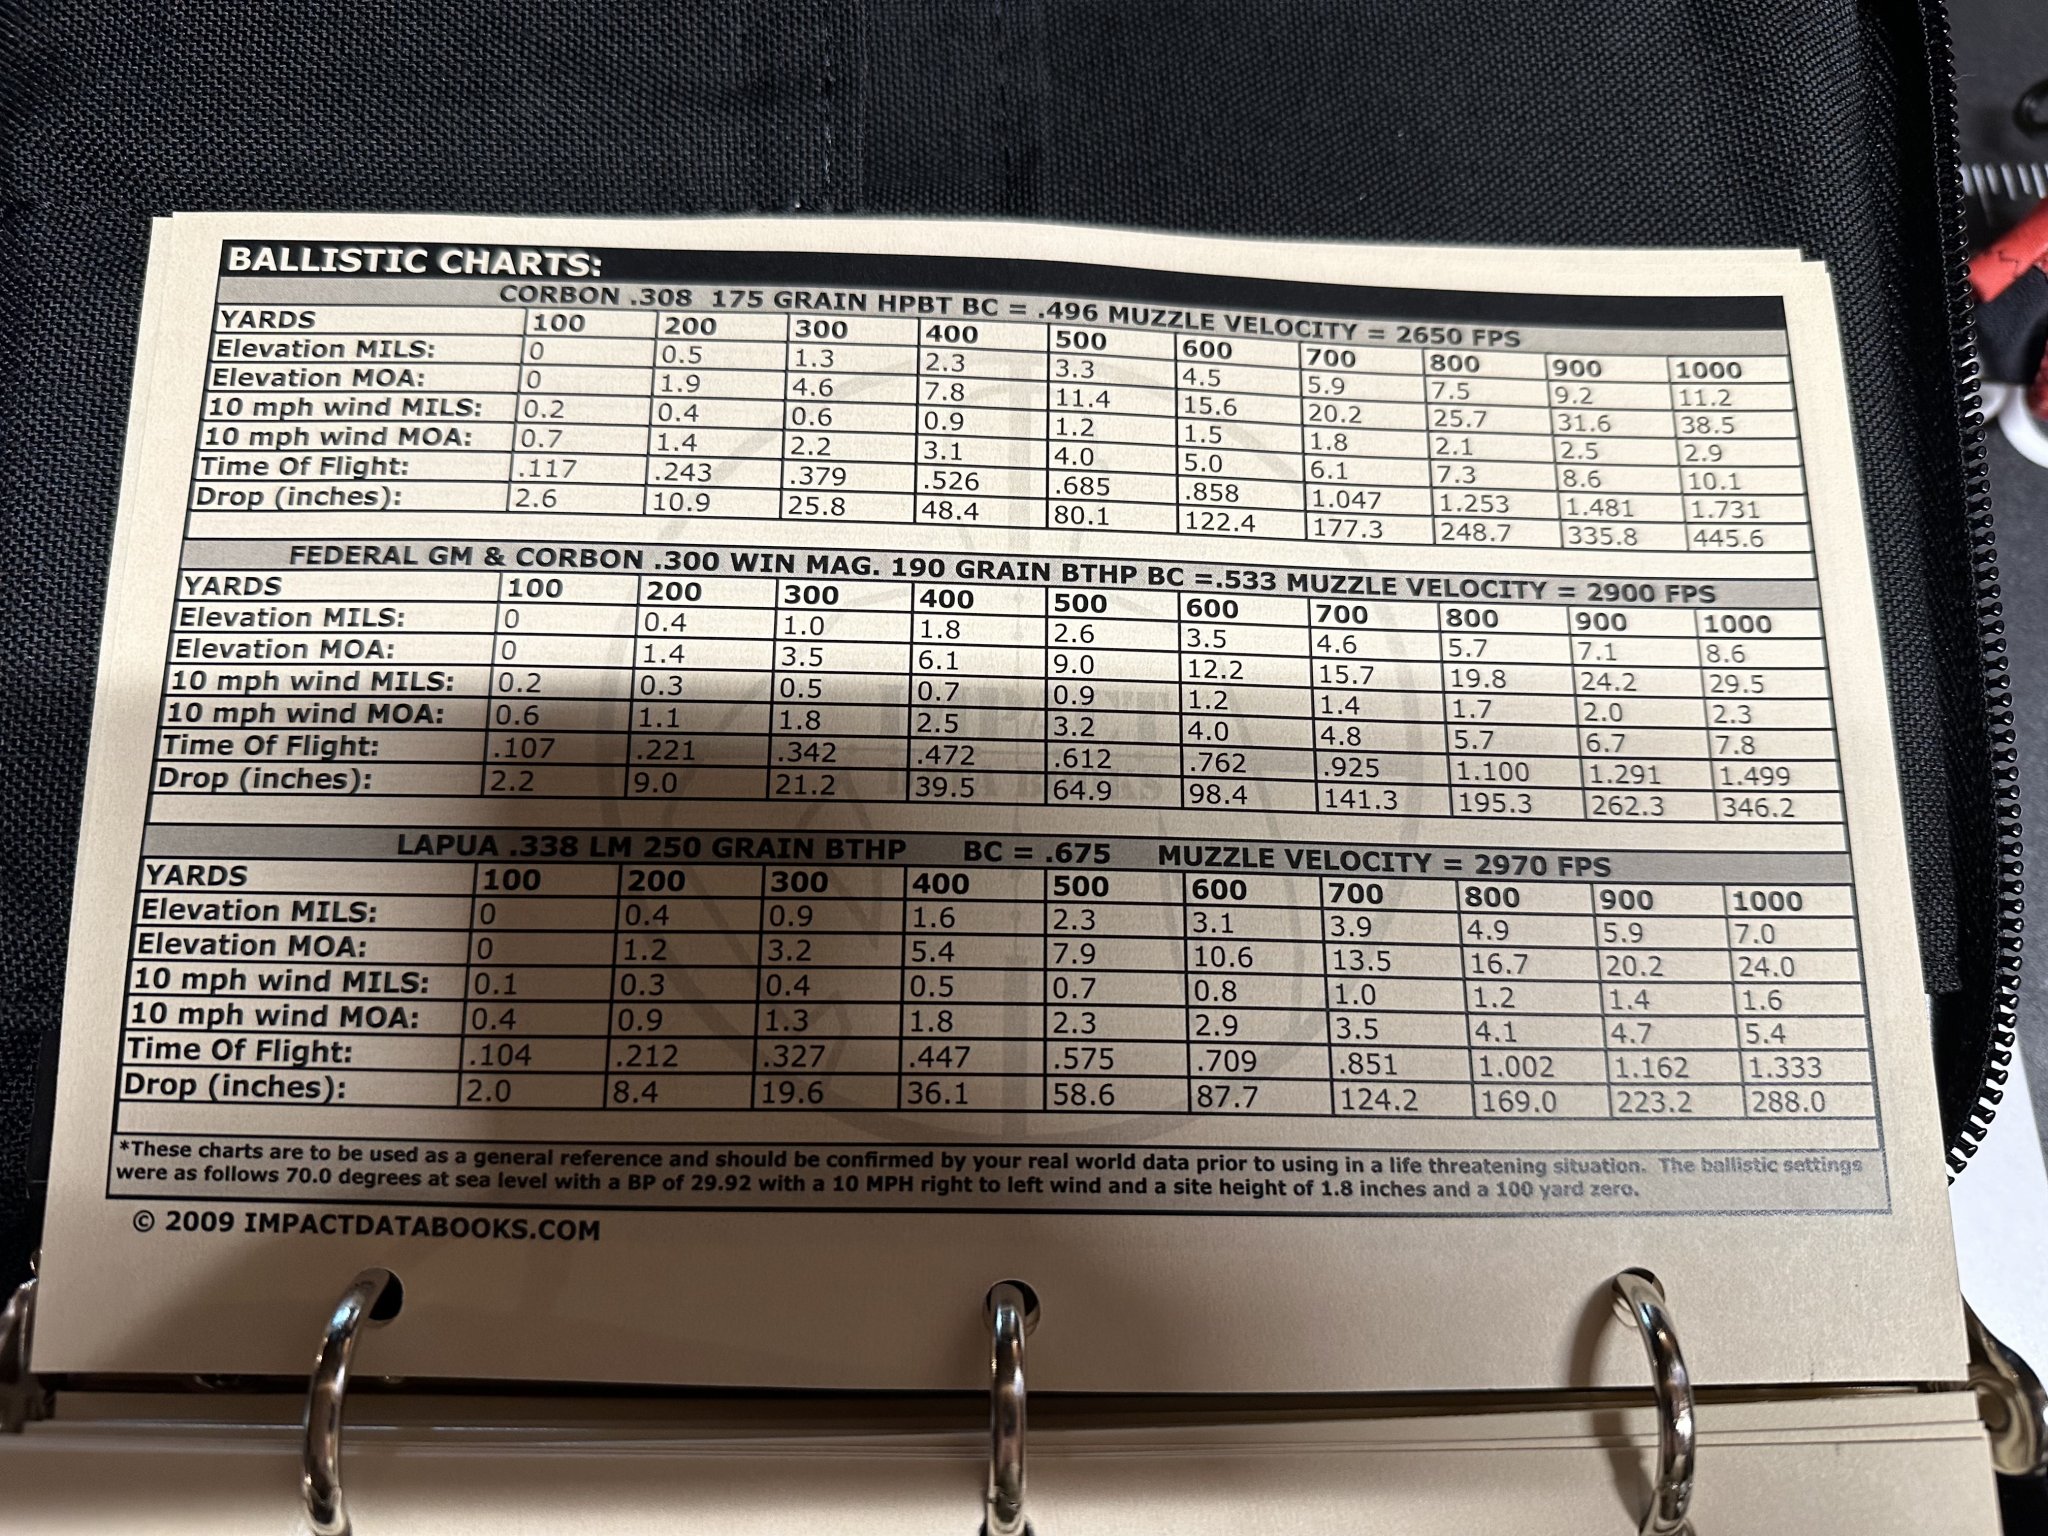 BALLISTIC CHARTS:
CORBON .308 175 GRAIN HPBT BC = .496 MUZZLE VELOCITY = 2650 FPS
YARDS 100 200 300 400 500 600 700 800 900 1000
Elevation MILS: 0 0.5 1.3 2.3 3.3 4.5 5.9 7.5 9.2 11.2
Elevation MOA: 0 1.9 4.6 7.8 11.4 15.6 20.2 25.7 31.6 38.5
10 mph wind MILS: 0.2 0.4 0.6 0.9 1.2 1.5 1.8 2.1 2.5 2.9
10 mph wind MOA: 0.7 1.4 2.2 3.1 4.0 5.0 6.1 7.3 8.6 10.1
Time Of Flight: .117 .243 .379 .526 .685 .858 1.047 1.253 1.481 1.731
Drop (inches): 2.6 10.9 25.8 48.4 80.1 122.4 177.3 248.7 335.8 445.6
FEDERAL GM & CORBON .300 WIN MAG. 190 GRAIN BTHP BC =.533 MUZZLE VELOCITY = 2900 FPS
YARDS 100 200 300 400 500 600 700 800 900 1000
Elevation MILS: 0 0.4 1.0 1.8 2.6 3.5 4.6 5.7 7.1 8.6
Elevation MOA: 0 1.4 3.5 6.1 9.0 12.2 15.7 19.8 24.2 29.5
10 mph wind MILS: 0.2 0.3 0.5 0.7 0.9 1.2 1.4 1.7 2.0 2.3
10 mph wind MOA: 0.6 1.1 1.8 2.5 3.2 4.0 4.8 5.7 6.7 7.8
Time Of Flight: .107 .221 .342 .472 .612 .762 .925 1.100 1.291 1.499
Drop (inches): 2.2 9.0 21.2 39.5 64.9 98.4 141.3 195.3 262.3 346.2
LAPUA .338 LM 250 GRAIN BTHP BC = .675 MUZZLE VELOCITY = 2970 FPS
YARDS 100 200 300 400 500 600 700 800 900 1000
Elevation MILS: 0 0.4 0.9 1.6 2.3 3.1 3.9 4.9 5.9 7.0
Elevation MOA: 0 1.2 3.2 5.4 7.9 10.6 13.5 16.7 20.2 24.0
10 mph wind MILS: 0.1 0.3 0.4 0.5 0.7 0.8 1.0 1.2 1.4 1.6
10 mph wind MOA: 0.4 0.9 1.3 1.8 2.3 2.9 3.5 4.1 4.7 5.4
Time Of Flight: .104 .212 .327 .447 .575 .709 .851 1.002 1.162 1.333
Drop (inches): 2.0 8.4 19.6 36.1 58.6 87.7 124.2 169.0 223.2 288.0
*These charts are to be used as a general reference and should be confirmed by your real world data prior to using in a life threatening situation. The ballistic settings
were as follows 70.0 degrees at sea level with a BP of 29.92 with a 10 MPH right to left wind and a site height of 1.8 inches and a 100 yard zero.
© 2009 IMPACTDATABOOKS.COM